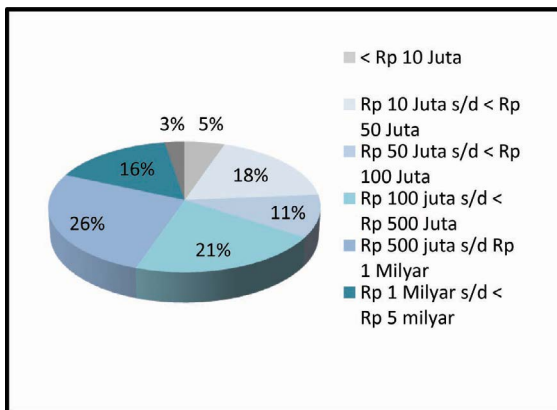 3%
5%
18%
11%
21%
26%
16%
< Rp 10 Juta
Rp 10 Juta s/d < Rp
50 Juta
Rp 50 Juta s/d < Rp
100 Juta
Rp 100 juta s/d <
Rp 500 Juta
Rp 500 juta s/d Rp
1 Milyar
Rp 1 Milyar s/d <
Rp 5 milyar